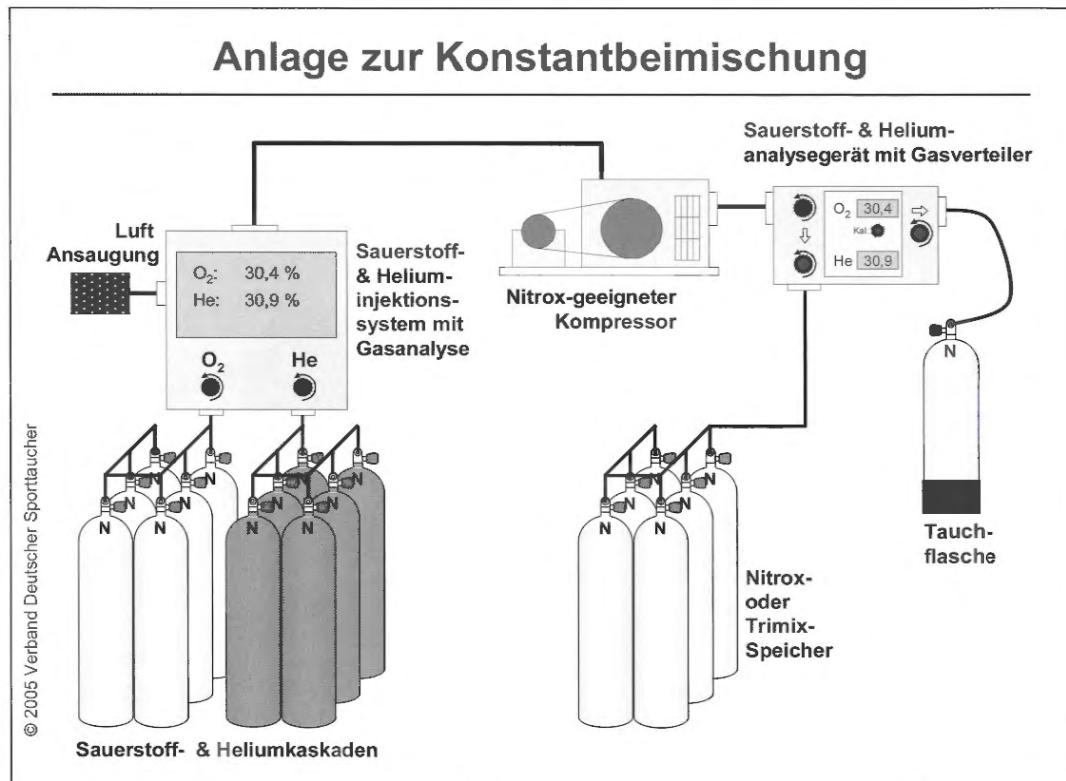 Anlage zur Konstantbeimischung
Luft
Ansaugung
O₂: 30,4 %
He: 30,9 %
O₂ He
Sauerstoff-
& Helium-
injektions-
system mit
Gasanalyse
Nitrox-geeigneter
Kompressor
Sauerstoff- & Helium-
analysegerät mit Gasverteiler
O₂ 30,4
Kal.
He 30,9
N
Tauch-
flasche
N N N N
N N N N
N N N N
Sauerstoff- & Heliumkaskaden
N N
N N
N N
Nitrox-
oder
Trimix-
Speicher
© 2005 Verband Deutscher Sporttaucher